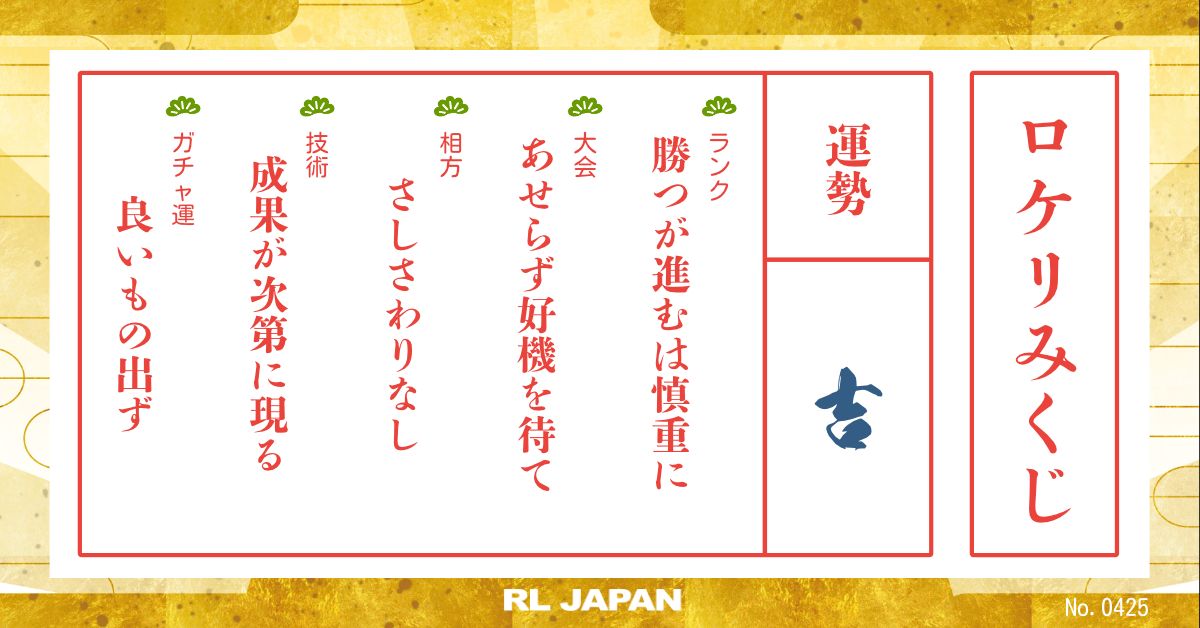 ロケリみくじ
運勢
吉
ランク
勝つが進むは慎重に
大会
あせらず好機を待て
相方
さしさわりなし
技術
成果が次第に現る
ガチャ運
良いもの出ず
RL JAPAN
No. 0425